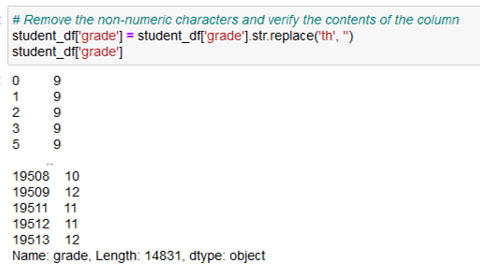 # Remove the non-numeric characters and verify the contents of the column
student_df['grade'] = student_df['grade'].str.replace('th', '')
student_df['grade']
0 9
1 9
2 9
3 9
5 9
..
19508 10
19509 12
19511 11
19512 11
19513 12
Name: grade, Length: 14831, dtype: object